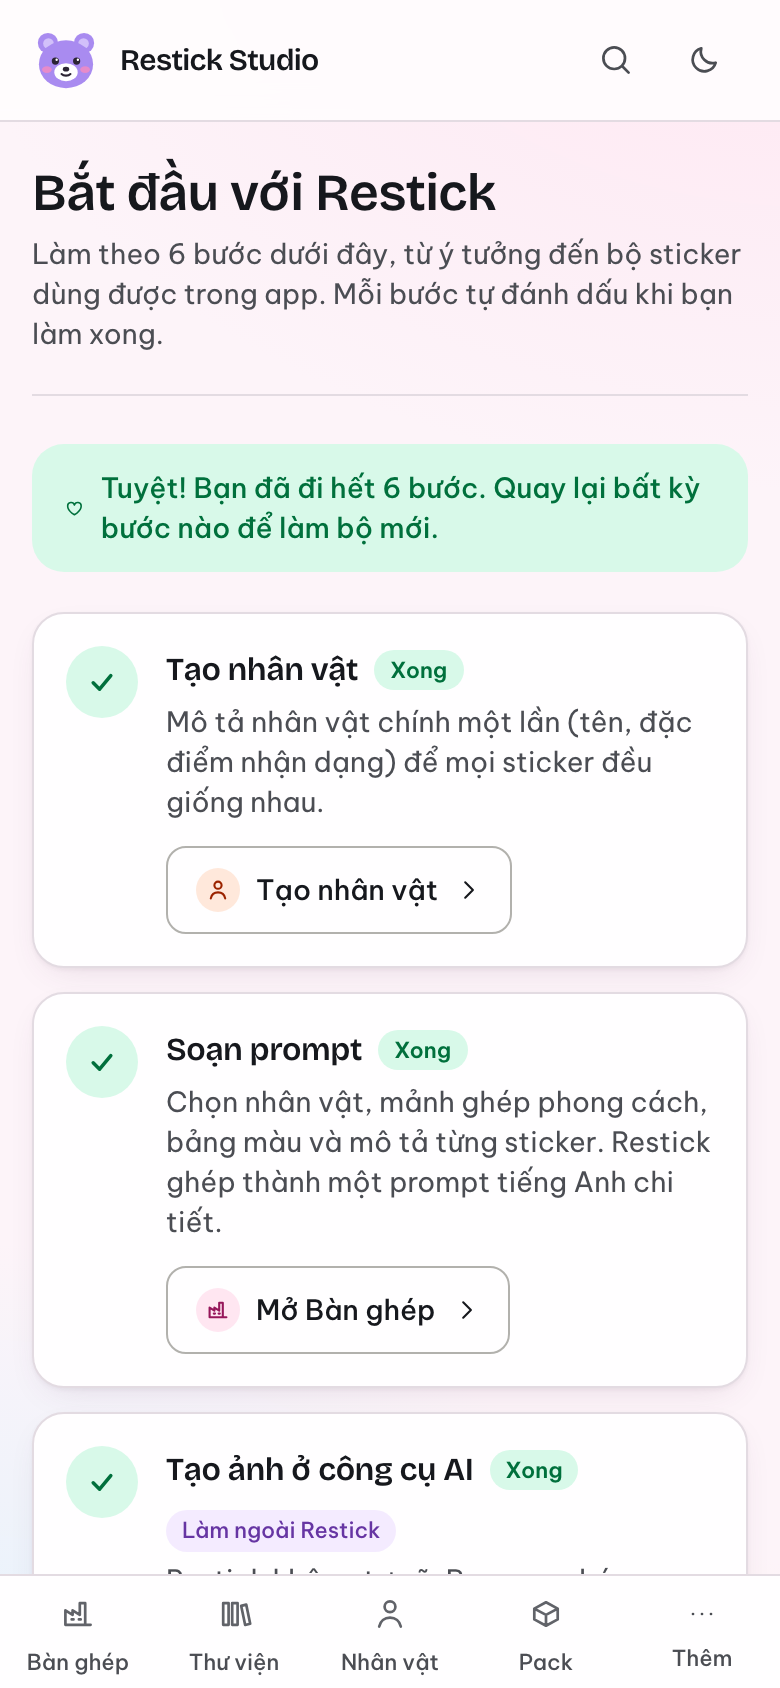 Restick Studio
Bắt đầu với Restick
Làm theo 6 bước dưới đây, từ ý tưởng đến bộ sticker
dùng được trong app. Mỗi bước tự đánh dấu khi bạn
làm xong.
Tuyệt! Bạn đã đi hết 6 bước. Quay lại bất kỳ
bước nào để làm bộ mới.
Tạo nhân vật Xong
Mô tả nhân vật chính một lần (tên, đặc
điểm nhận dạng) để mọi sticker đều
giống nhau.
Tạo nhân vật
Soạn prompt Xong
Chọn nhân vật, mảnh ghép phong cách,
bảng màu và mô tả từng sticker. Restick
ghép thành một prompt tiếng Anh chi
tiết.
Mở Bàn ghép
Tạo ảnh ở công cụ AI Xong
Làm ngoài Restick
Bàn ghép Thư viện Nhân vật Pack Thêm